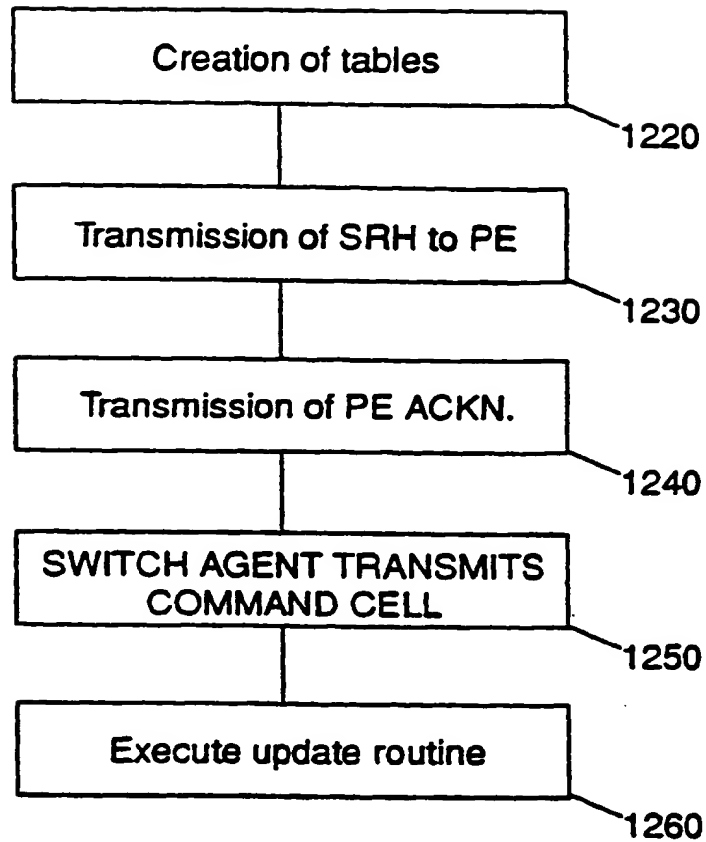 Creation of tables
1220
Transmission of SRH to PE
1230
Transmission of PE ACKN.
1240
SWITCH AGENT TRANSMITS
COMMAND CELL
1250
Execute update routine
1260